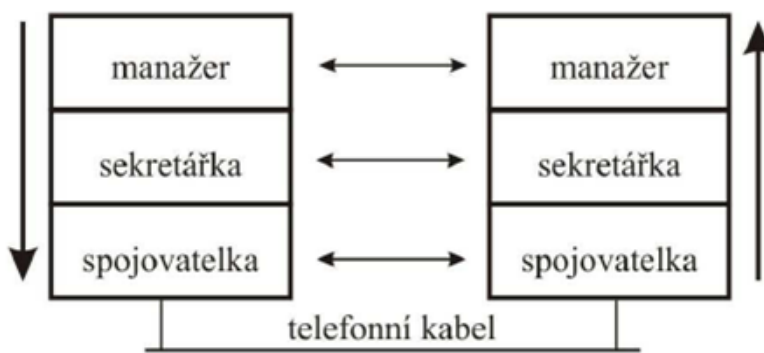 manažer
manažer
sekretářka
sekretářka
spojovatelka
spojovatelka
telefonní kabel